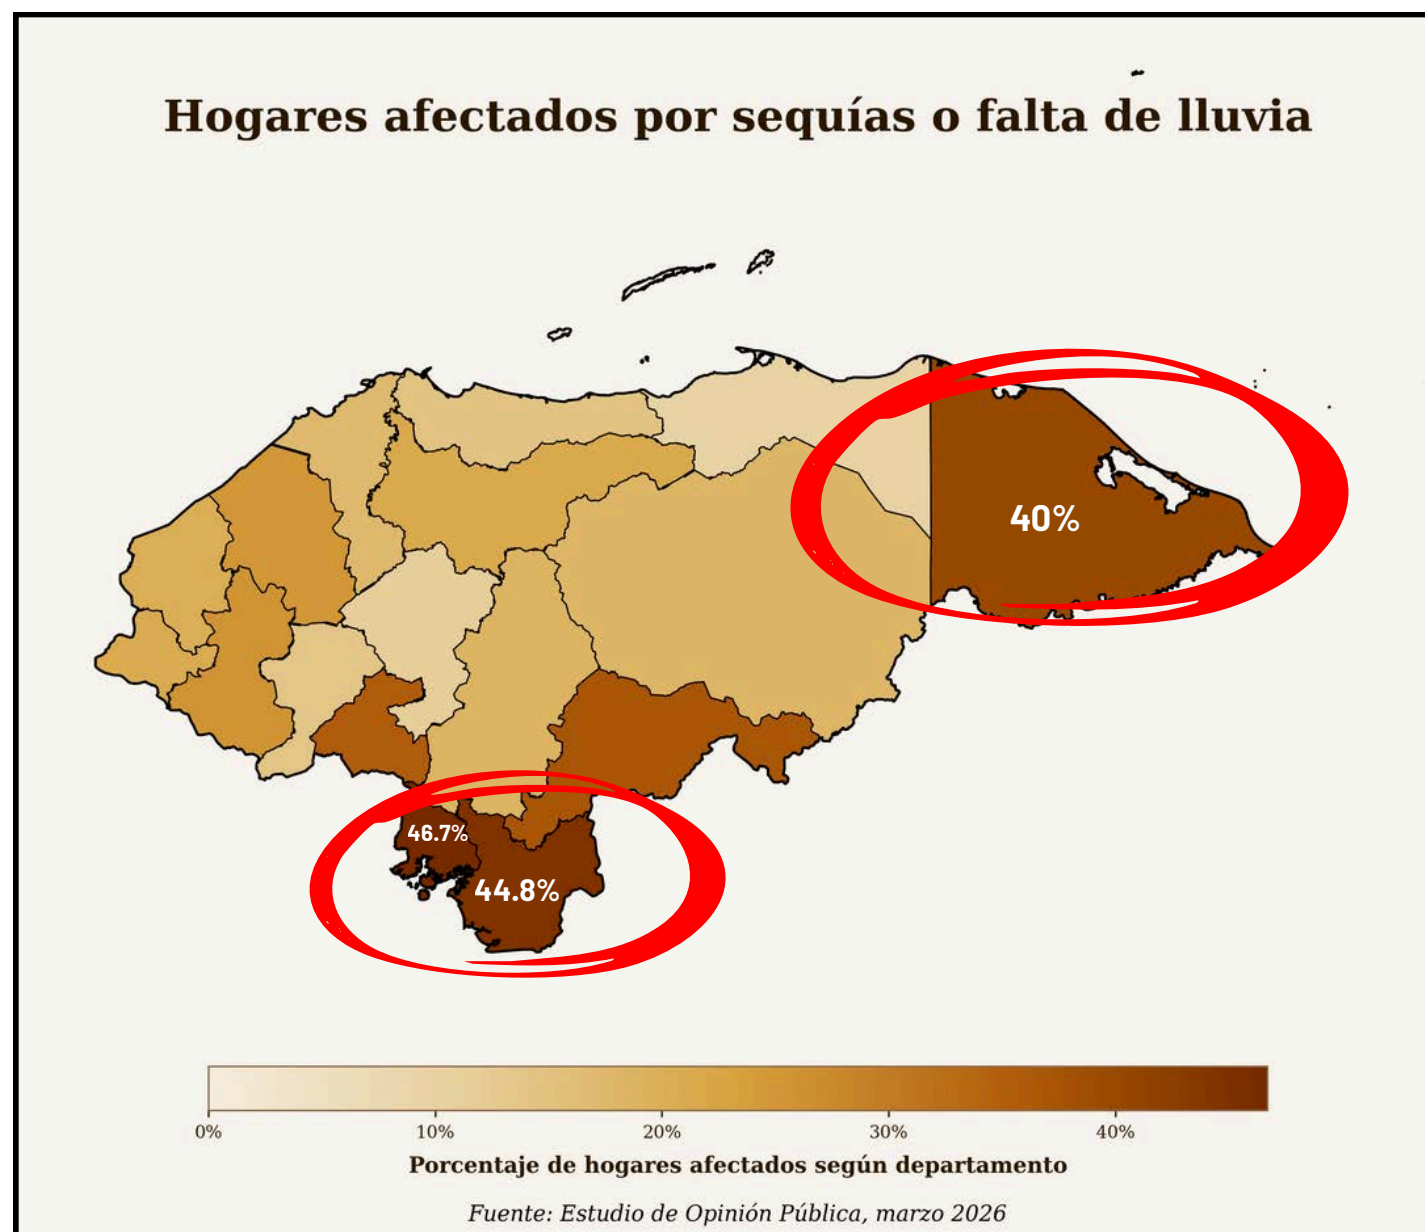 Hogares afectados por sequías o falta de lluvia
40%
46.7%
44.8%
0% 10% 20% 30% 40%
Porcentaje de hogares afectados según departamento
Fuente: Estudio de Opinión Pública, marzo 2026